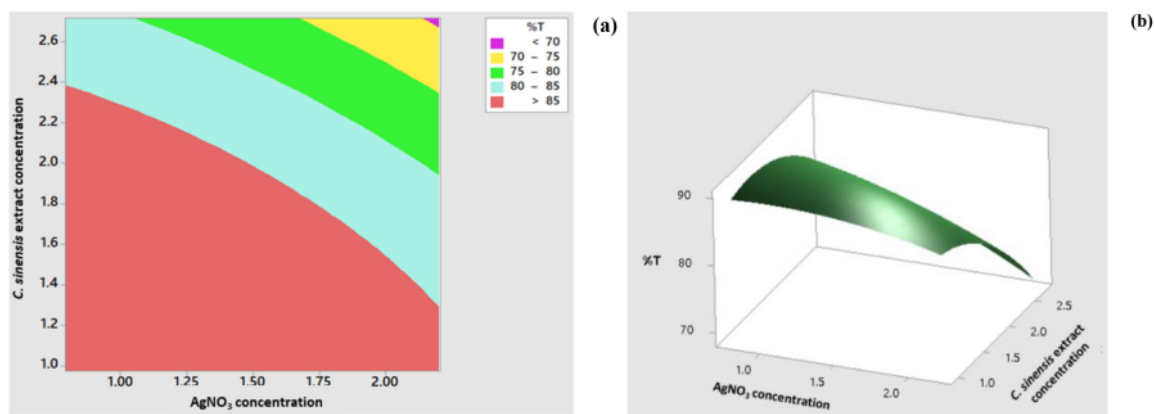 (a)
%T
< 70
70 – 75
75 – 80
80 – 85
> 85
2.6
2.4
2.2
2.0
1.8
1.6
1.4
1.2
1.0
C. sinensis extract concentration
1.00 1.25 1.50 1.75 2.00
AgNO₃ concentration
(b)
90
80
70
%T
1.0 1.5 2.0
AgNO₃ concentration
1.0 1.5 2.0 2.5
C. sinensis extract
concentration